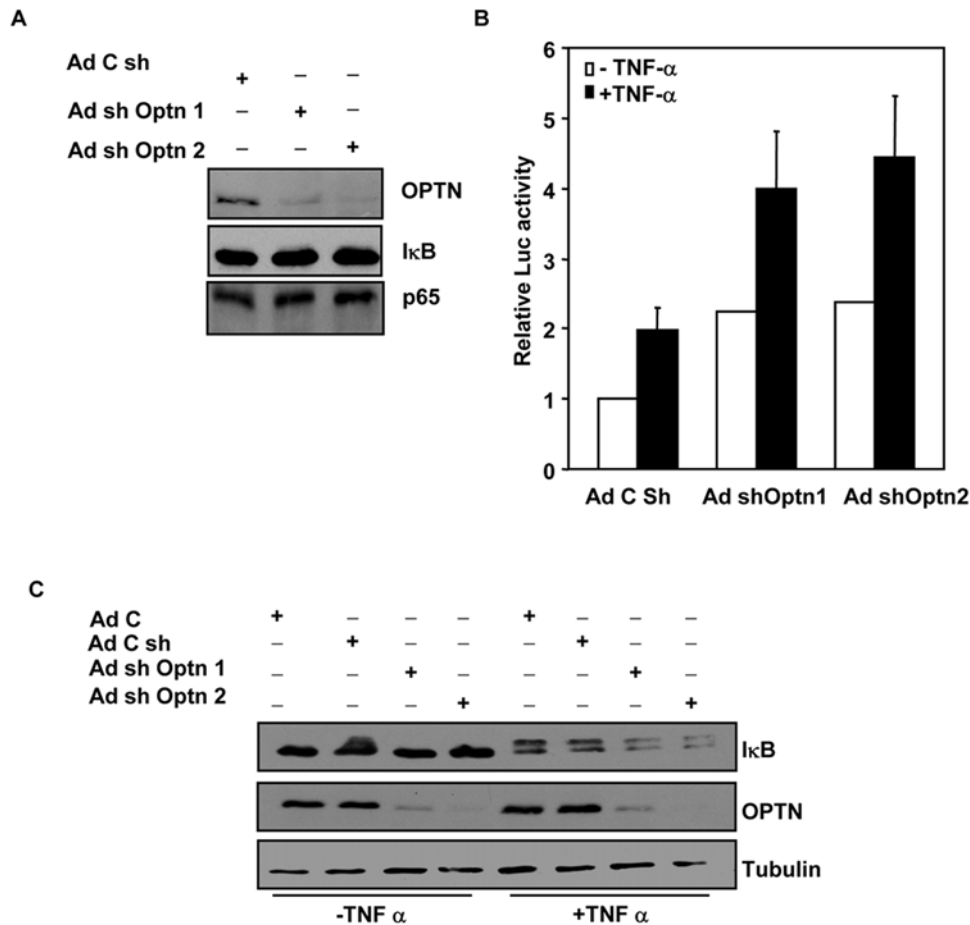 A
Ad C sh + – –
Ad sh Optn 1 – + –
Ad sh Optn 2 – – +
OPTN
IκB
p65
B
6
5
4
3
2
1
0
Relative Luc activity
- TNF-α
+TNF-α
Ad C Sh Ad shOptn1 Ad shOptn2
C
Ad C + – – – + – – –
Ad C sh – + – – – + – –
Ad sh Optn 1 – – + – – – + –
Ad sh Optn 2 – – – + – – – +
IκB
OPTN
Tubulin
-TNF α +TNF α